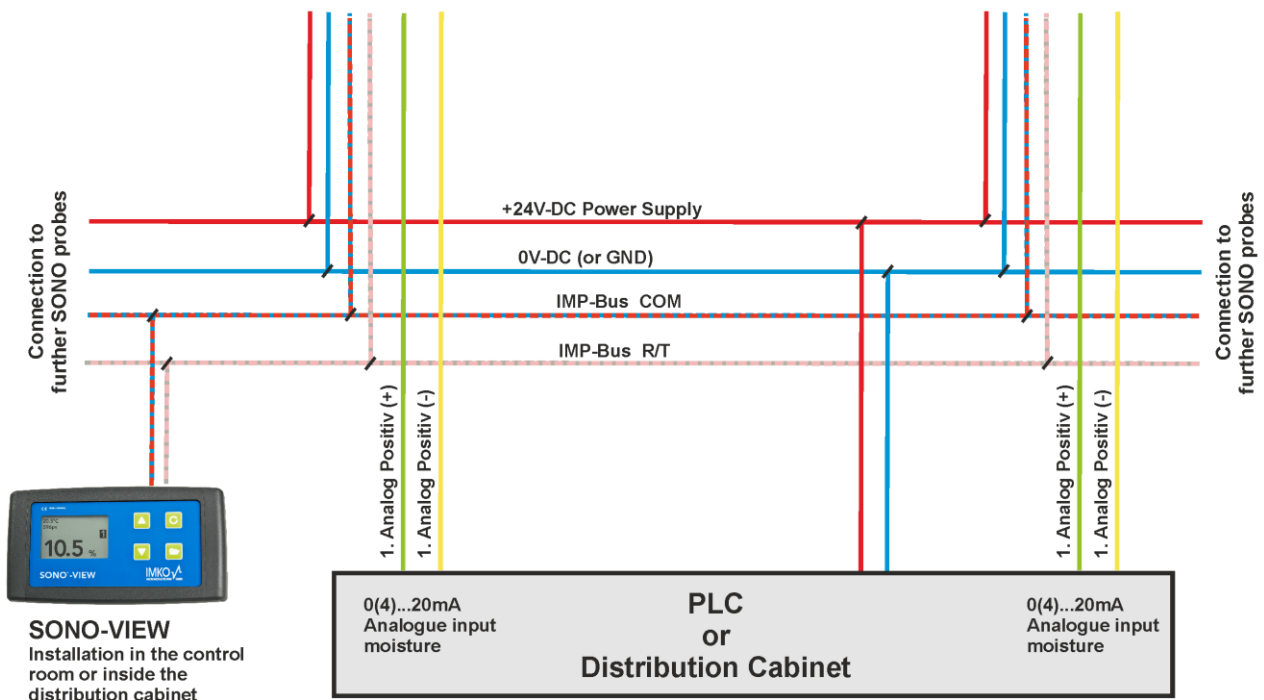 +24V-DC Power Supply
0V-DC (or GND)
IMP-Bus COM
IMP-Bus R/T
Connection to
further SONO probes
Connection to
further SONO probes
1. Analog Positiv (+)
1. Analog Positiv (-)
1. Analog Positiv (+)
1. Analog Positiv (-)
10.5 %
SONO-VIEW
IMKO
SONO-VIEW
Installation in the control
room or inside the
distribution cabinet
0(4)...20mA
Analogue input
moisture
PLC
or
Distribution Cabinet
0(4)...20mA
Analogue input
moisture